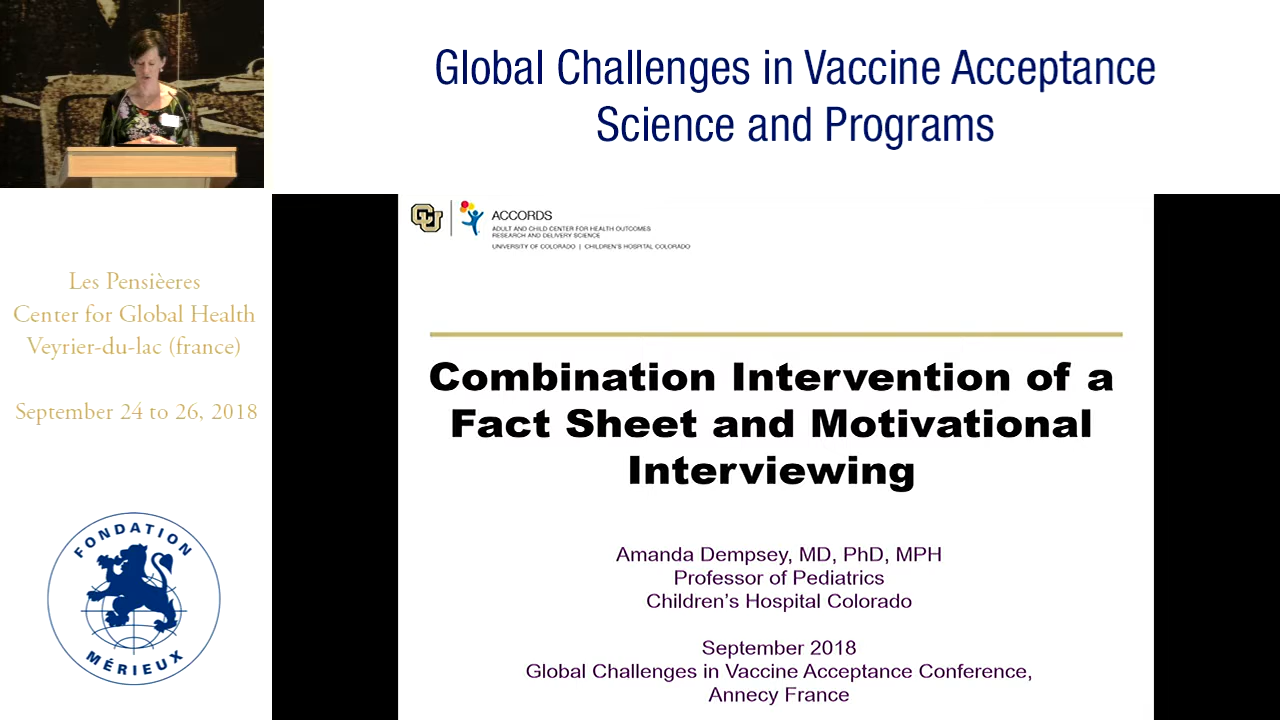 Global Challenges in Vaccine Acceptance
Science and Programs
Les Pensièeres
Center for Global Health
Veyrier-du-lac (france)
September 24 to 26, 2018
FONDATION
MÉRIEUX
CU
ACCORDS
ADULT AND CHILD CENTER FOR HEALTH OUTCOMES
RESEARCH AND DELIVERY SCIENCE
UNIVERSITY OF COLORADO | CHILDREN'S HOSPITAL COLORADO
Combination Intervention of a
Fact Sheet and Motivational
Interviewing
Amanda Dempsey, MD, PhD, MPH
Professor of Pediatrics
Children's Hospital Colorado
September 2018
Global Challenges in Vaccine Acceptance Conference,
Annecy France